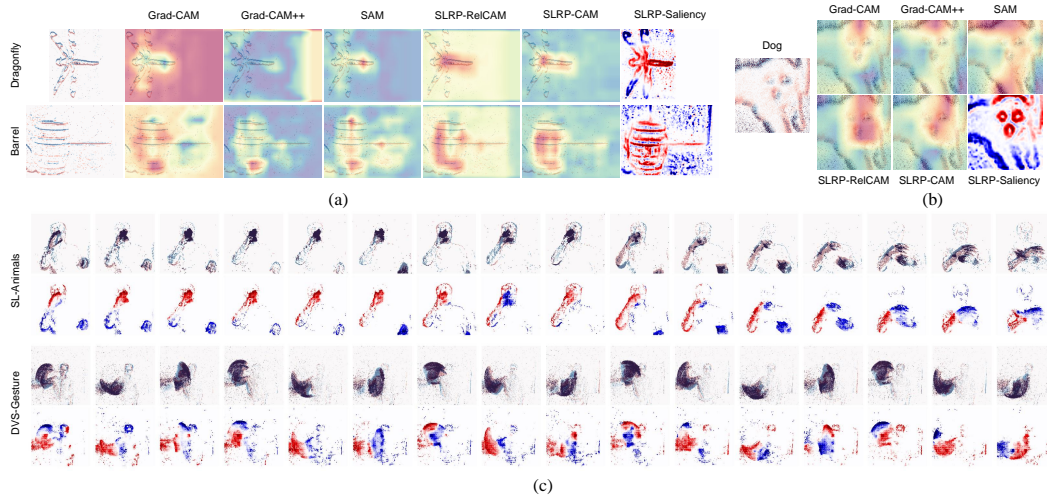 Grad-CAM Grad-CAM++ SAM SLRP-RelCAM SLRP-CAM SLRP-Saliency
Dragonfly
Barrel
(a)
Grad-CAM Grad-CAM++ SAM
Dog
SLRP-RelCAM SLRP-CAM SLRP-Saliency
(b)
SL-Animals
DVS-Gesture
(c)